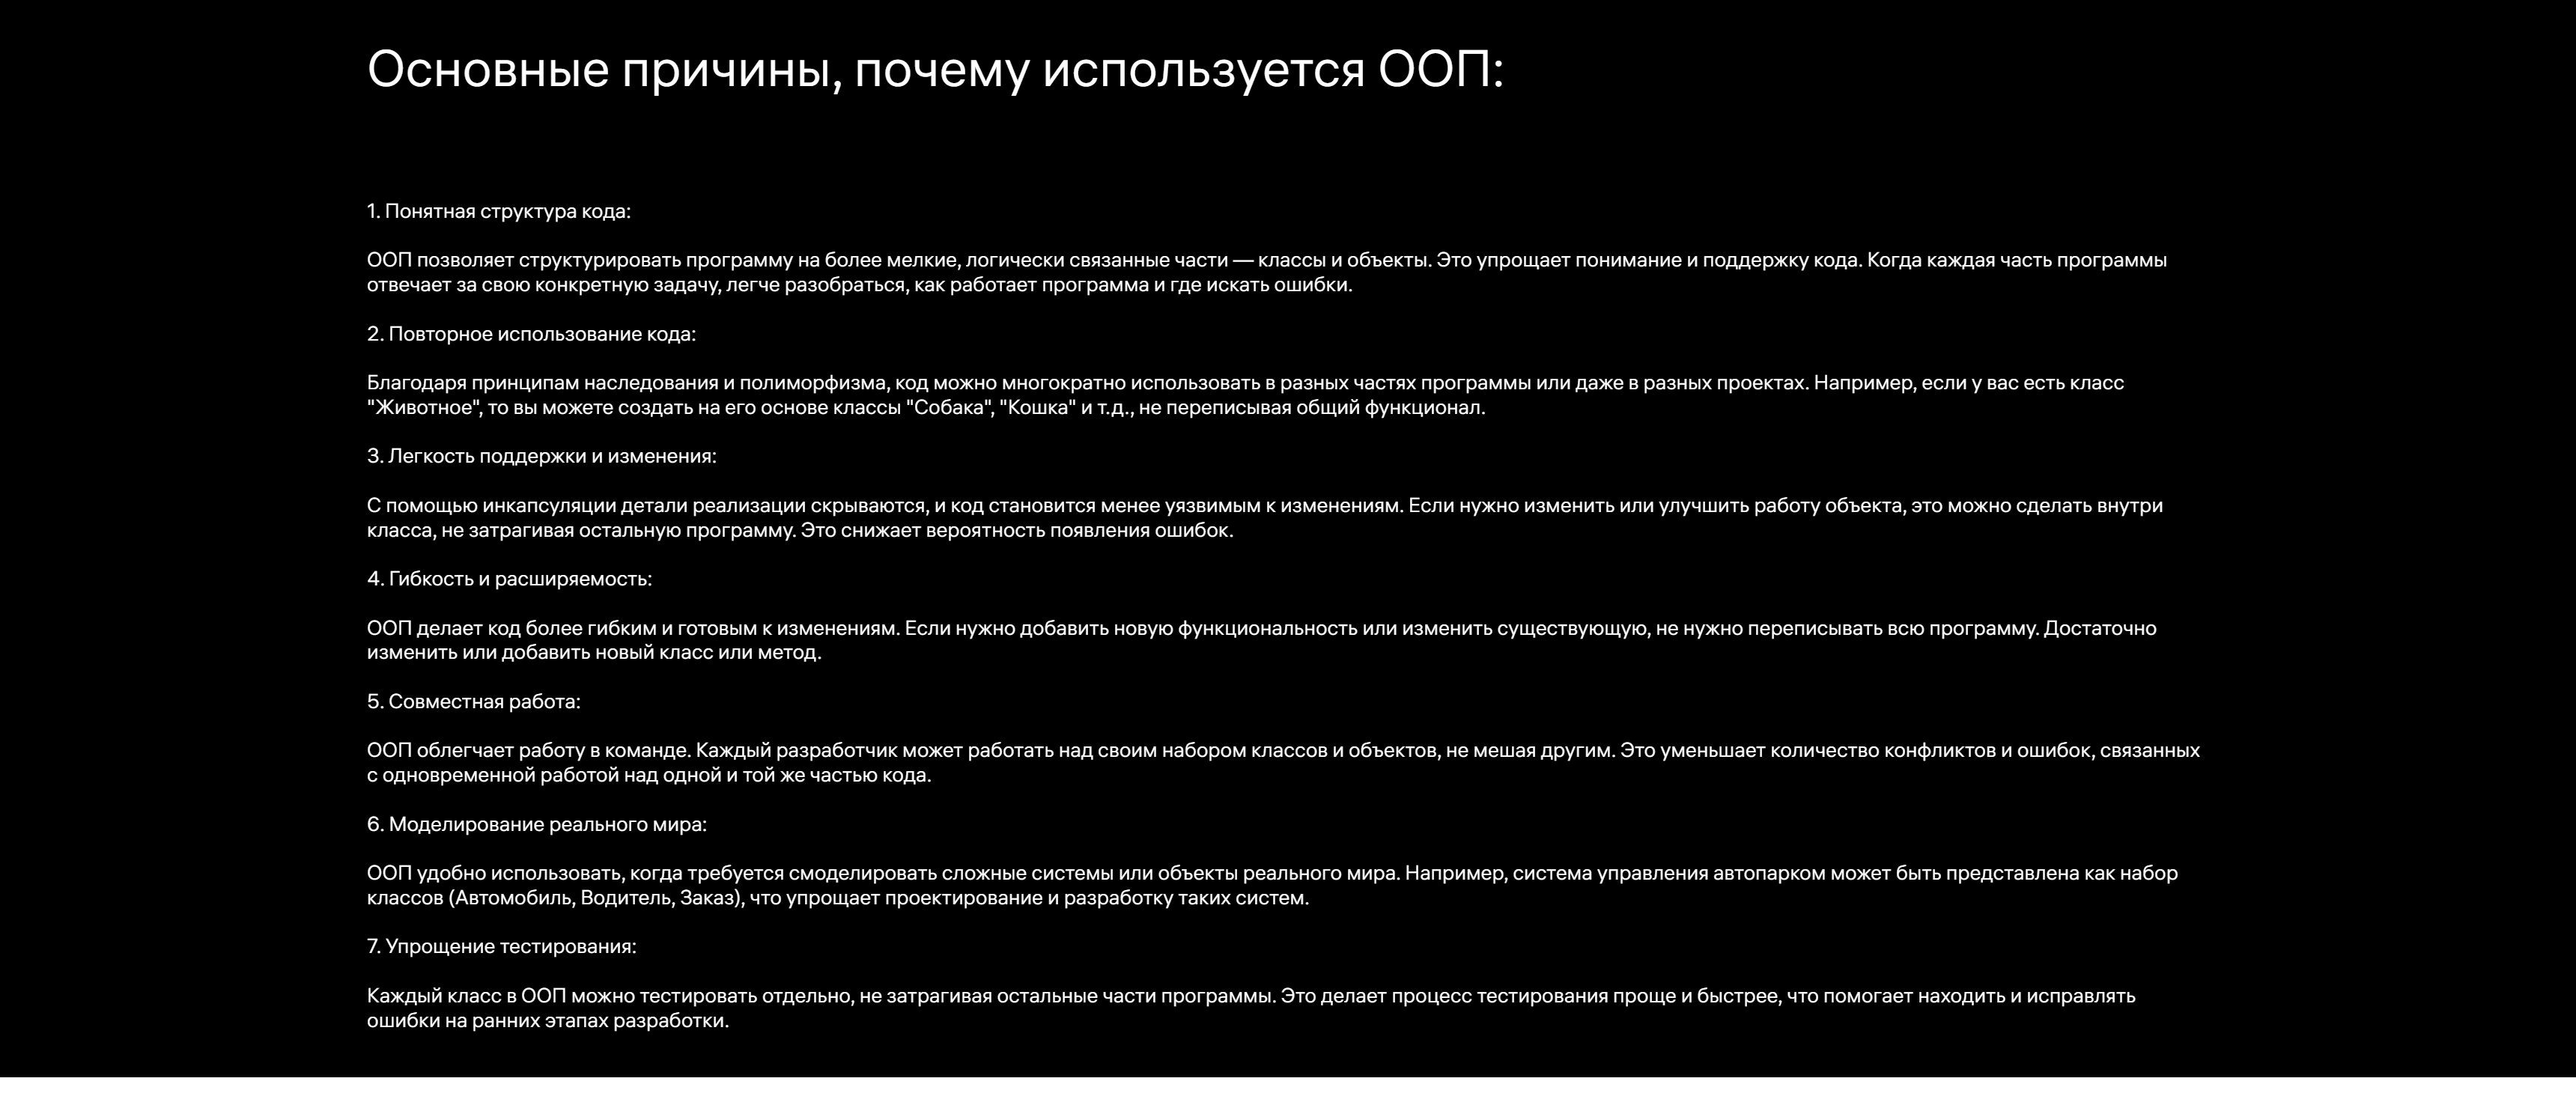 Основные причины, почему используется ООП:
1. Понятная структура кода:
ООП позволяет структурировать программу на более мелкие, логически связанные части — классы и объекты. Это упрощает понимание и поддержку кода. Когда каждая часть программы
отвечает за свою конкретную задачу, легче разобраться, как работает программа и где искать ошибки.
2. Повторное использование кода:
Благодаря принципам наследования и полиморфизма, код можно многократно использовать в разных частях программы или даже в разных проектах. Например, если у вас есть класс
"Животное", то вы можете создать на его основе классы "Собака", "Кошка" и т.д., не переписывая общий функционал.
3. Легкость поддержки и изменения:
С помощью инкапсуляции детали реализации скрываются, и код становится менее уязвимым к изменениям. Если нужно изменить или улучшить работу объекта, это можно сделать внутри
класса, не затрагивая остальную программу. Это снижает вероятность появления ошибок.
4. Гибкость и расширяемость:
ООП делает код более гибким и готовым к изменениям. Если нужно добавить новую функциональность или изменить существующую, не нужно переписывать всю программу. Достаточно
изменить или добавить новый класс или метод.
5. Совместная работа:
ООП облегчает работу в команде. Каждый разработчик может работать над своим набором классов и объектов, не мешая другим. Это уменьшает количество конфликтов и ошибок, связанных
с одновременной работой над одной и той же частью кода.
6. Моделирование реального мира:
ООП удобно использовать, когда требуется смоделировать сложные системы или объекты реального мира. Например, система управления автопарком может быть представлена как набор
классов (Автомобиль, Водитель, Заказ), что упрощает проектирование и разработку таких систем.
7. Упрощение тестирования:
Каждый класс в ООП можно тестировать отдельно, не затрагивая остальные части программы. Это делает процесс тестирования проще и быстрее, что помогает находить и исправлять
ошибки на ранних этапах разработки.